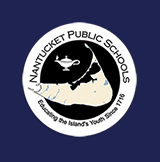 NANTUCKET PUBLIC SCHOOLS
Educating the Island's Youth Since 1716